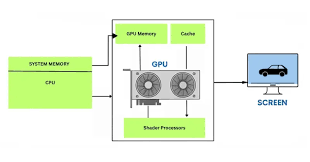 GPU Memory
Cache
SYSTEM MEMORY
GPU
CPU
SCREEN
Shader Processors